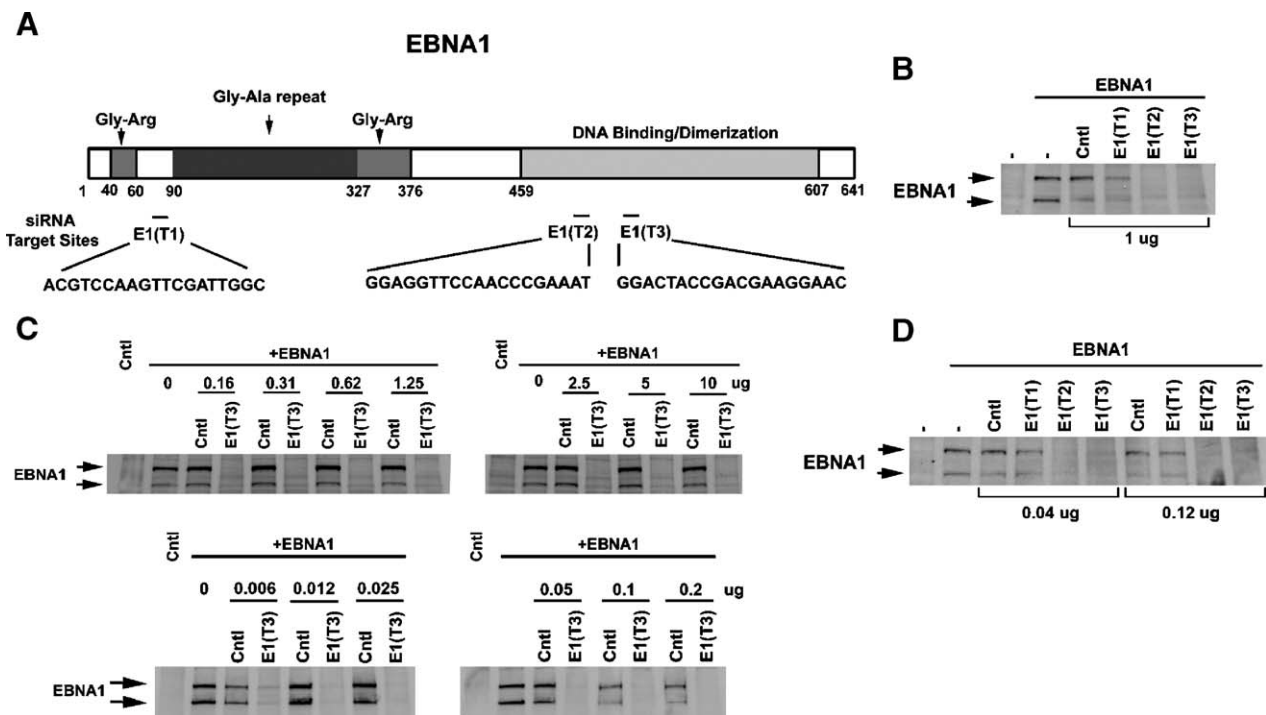 A
EBNA1
Gly-Ala repeat
Gly-Arg
Gly-Arg
DNA Binding/Dimerization
1 40 60 90 327 376 459 607 641
siRNA
Target Sites
E1(T1)
E1(T2)
E1(T3)
ACGTCCAAGTTCGATTGGC
GGAGGTTCCAACCCGAAAT
GGACTACCGACGAAGGAAC
B
EBNA1
- - Cntl E1(T1) E1(T2) E1(T3)
EBNA1
1 ug
C
Cntl
+EBNA1
0 0.16 0.31 0.62 1.25
Cntl E1(T3) Cntl E1(T3) Cntl E1(T3) Cntl E1(T3)
EBNA1
+EBNA1
0 2.5 5 10 ug
Cntl E1(T3) Cntl E1(T3) Cntl E1(T3)
Cntl
+EBNA1
0 0.006 0.012 0.025
Cntl E1(T3) Cntl E1(T3) Cntl E1(T3)
EBNA1
Cntl
+EBNA1
0.05 0.1 0.2 ug
Cntl E1(T3) Cntl E1(T3) Cntl E1(T3)
D
EBNA1
- - Cntl E1(T1) E1(T2) E1(T3) Cntl E1(T1) E1(T2) E1(T3)
EBNA1
0.04 ug 0.12 ug